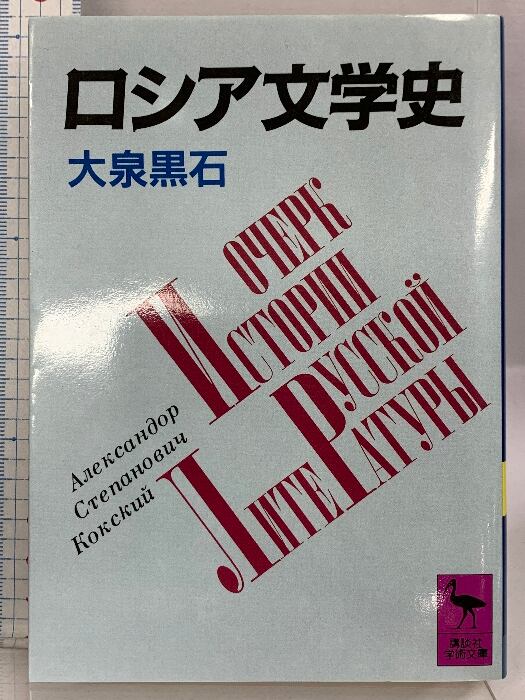 ロシア文学史
大泉黒石
ОЧЕРК
ИСТОРИИ
РУССКОЙ
ЛИТЕРАТУРЫ
Александор
Степанович
Кокский
講談社
学術文庫